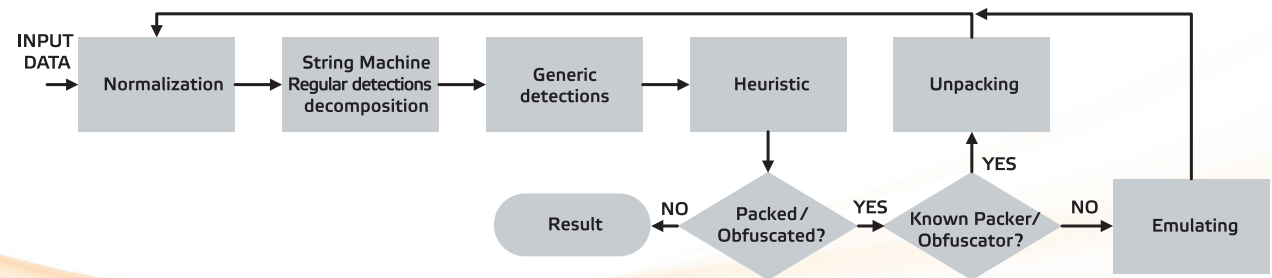 INPUT
DATA
Normalization
String Machine
Regular detections
decomposition
Generic
detections
Heuristic
Unpacking
YES
Result
NO
Packed/
Obfuscated?
YES
Known Packer/
Obfuscator?
NO
Emulating